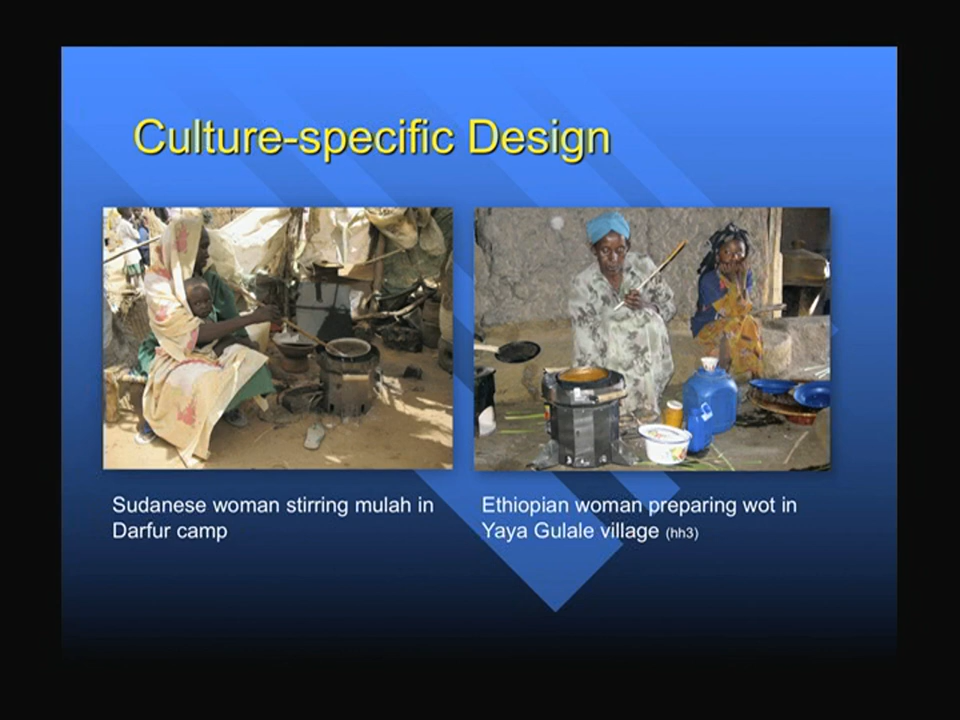 Culture-specific Design
Sudanese woman stirring mulah in
Darfur camp
Ethiopian woman preparing wot in
Yaya Gulale village (hh3)